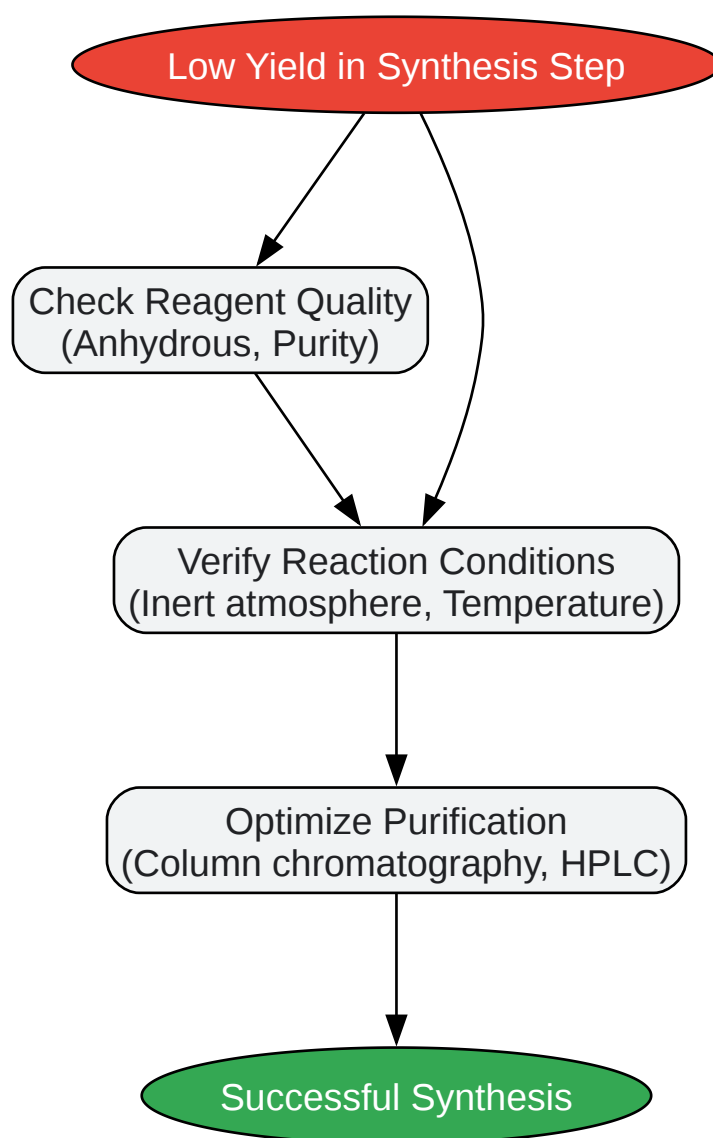 Low Yield in Synthesis Step
Check Reagent Quality
(Anhydrous, Purity)
Verify Reaction Conditions
(Inert atmosphere, Temperature)
Optimize Purification
(Column chromatography, HPLC)
Successful Synthesis